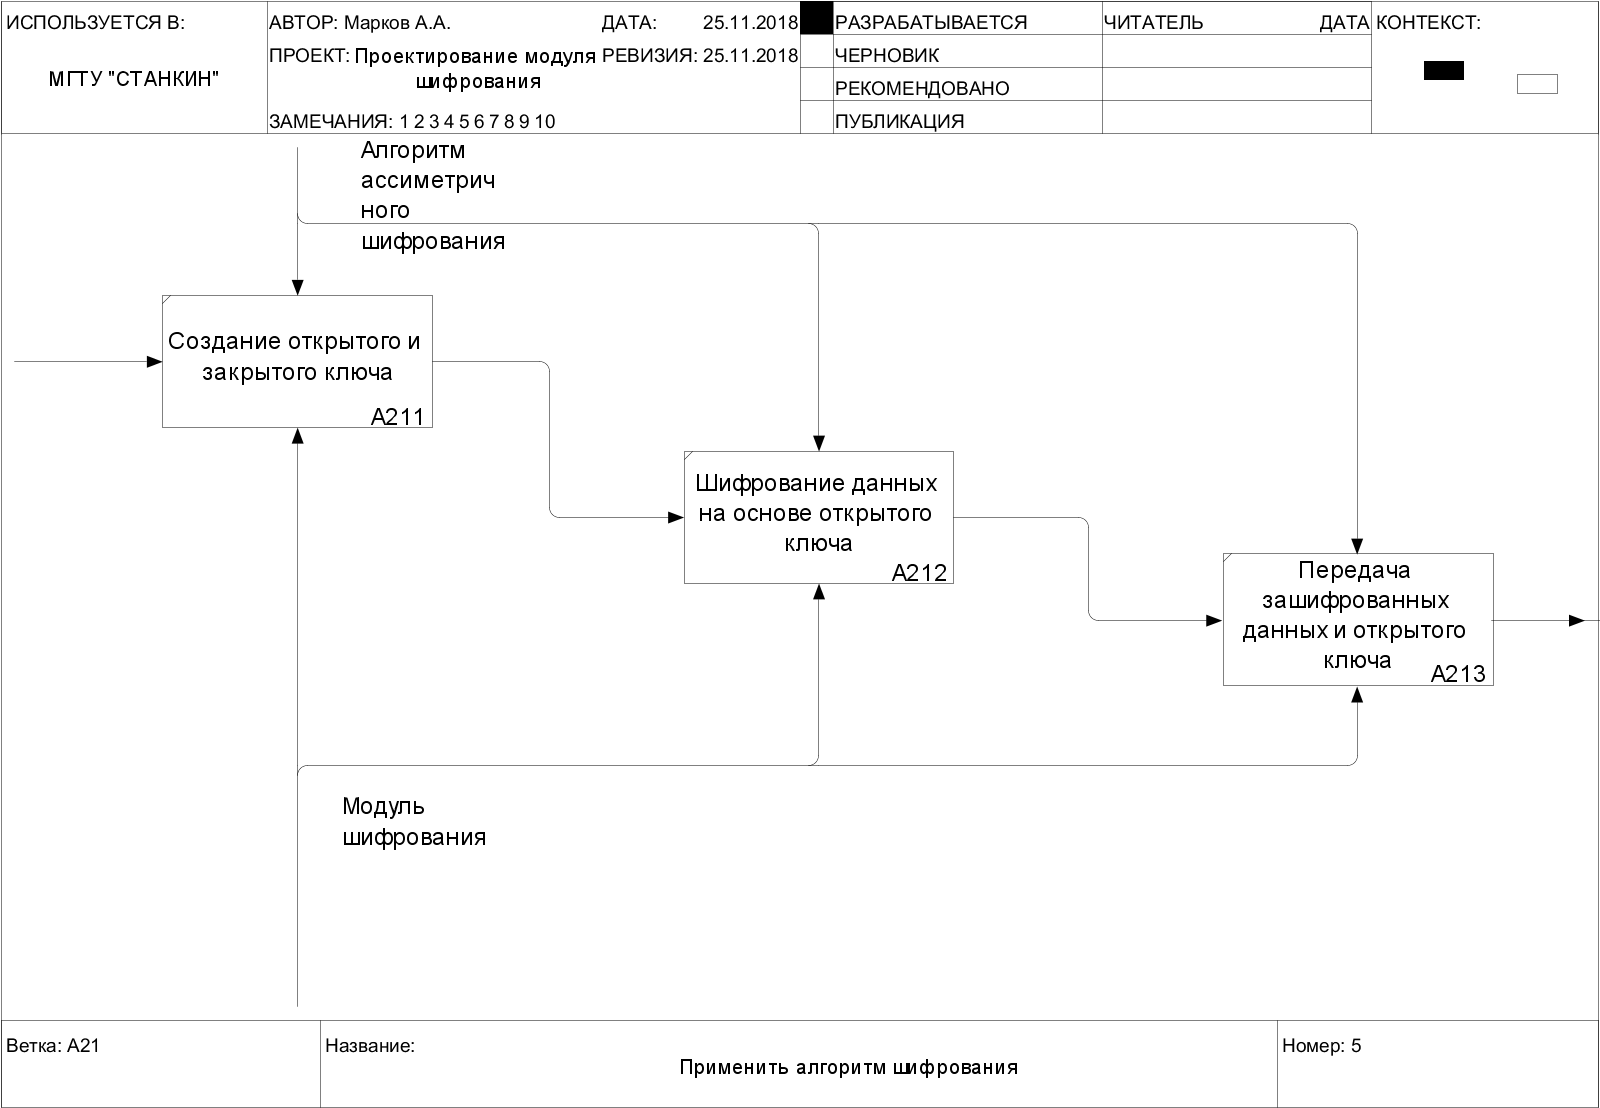 ИСПОЛЬЗУЕТСЯ В:
МГТУ "СТАНКИН"
АВТОР: Марков А.А.
ДАТА: 25.11.2018
ПРОЕКТ: Проектирование модуля
шифрования
РЕВИЗИЯ: 25.11.2018
ЗАМЕЧАНИЯ: 1 2 3 4 5 6 7 8 9 10
РАЗРАБАТЫВАЕТСЯ
ЧЕРНОВИК
РЕКОМЕНДОВАНО
ПУБЛИКАЦИЯ
ЧИТАТЕЛЬ ДАТА
КОНТЕКСТ:
Алгоритм
ассиметрич
ного
шифрования
Создание открытого и
закрытого ключа
A211
Шифрование данных
на основе открытого
ключа
A212
Передача
зашифрованных
данных и открытого
ключа
A213
Модуль
шифрования
Ветка: A21
Название:
Применить алгоритм шифрования
Номер: 5